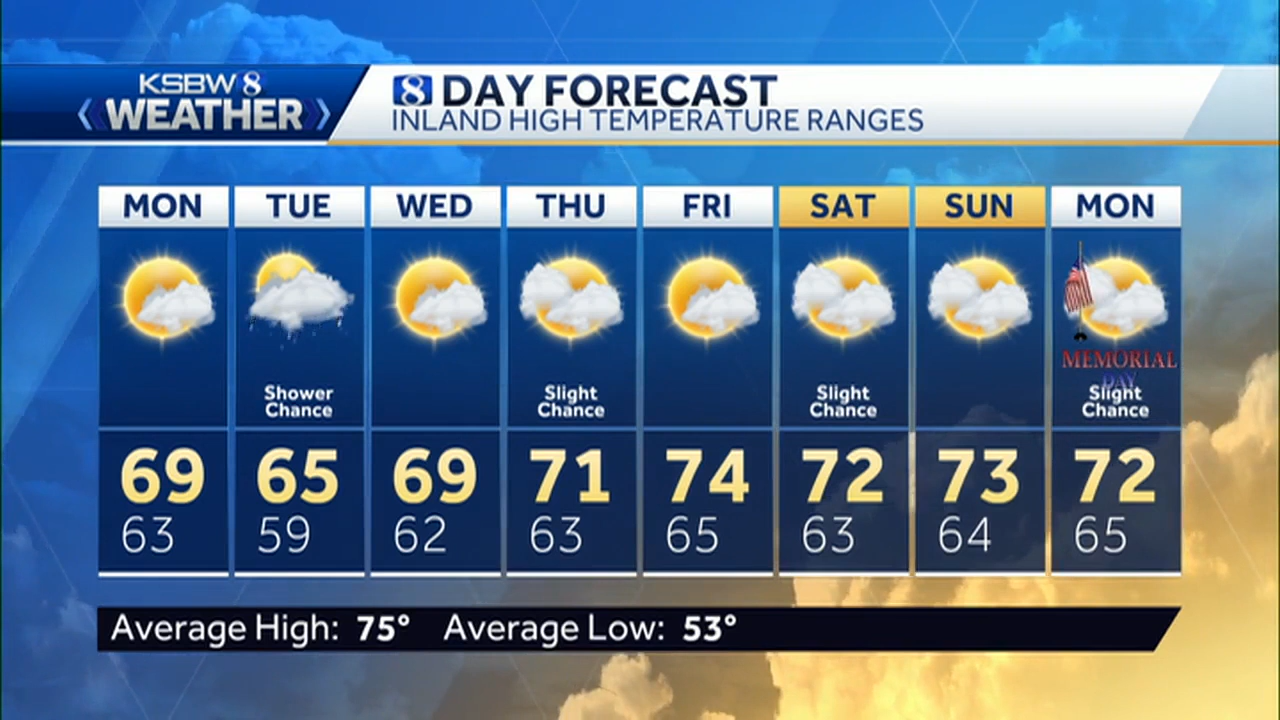 KSBW 8
WEATHER
8 DAY FORECAST
INLAND HIGH TEMPERATURE RANGES
MON TUE WED THU FRI SAT SUN MON
MEMORIAL
DAY
Shower Slight Slight Slight
Chance Chance Chance Chance
69 65 69 71 74 72 73 72
63 59 62 63 65 63 64 65
Average High: 75° Average Low: 53°